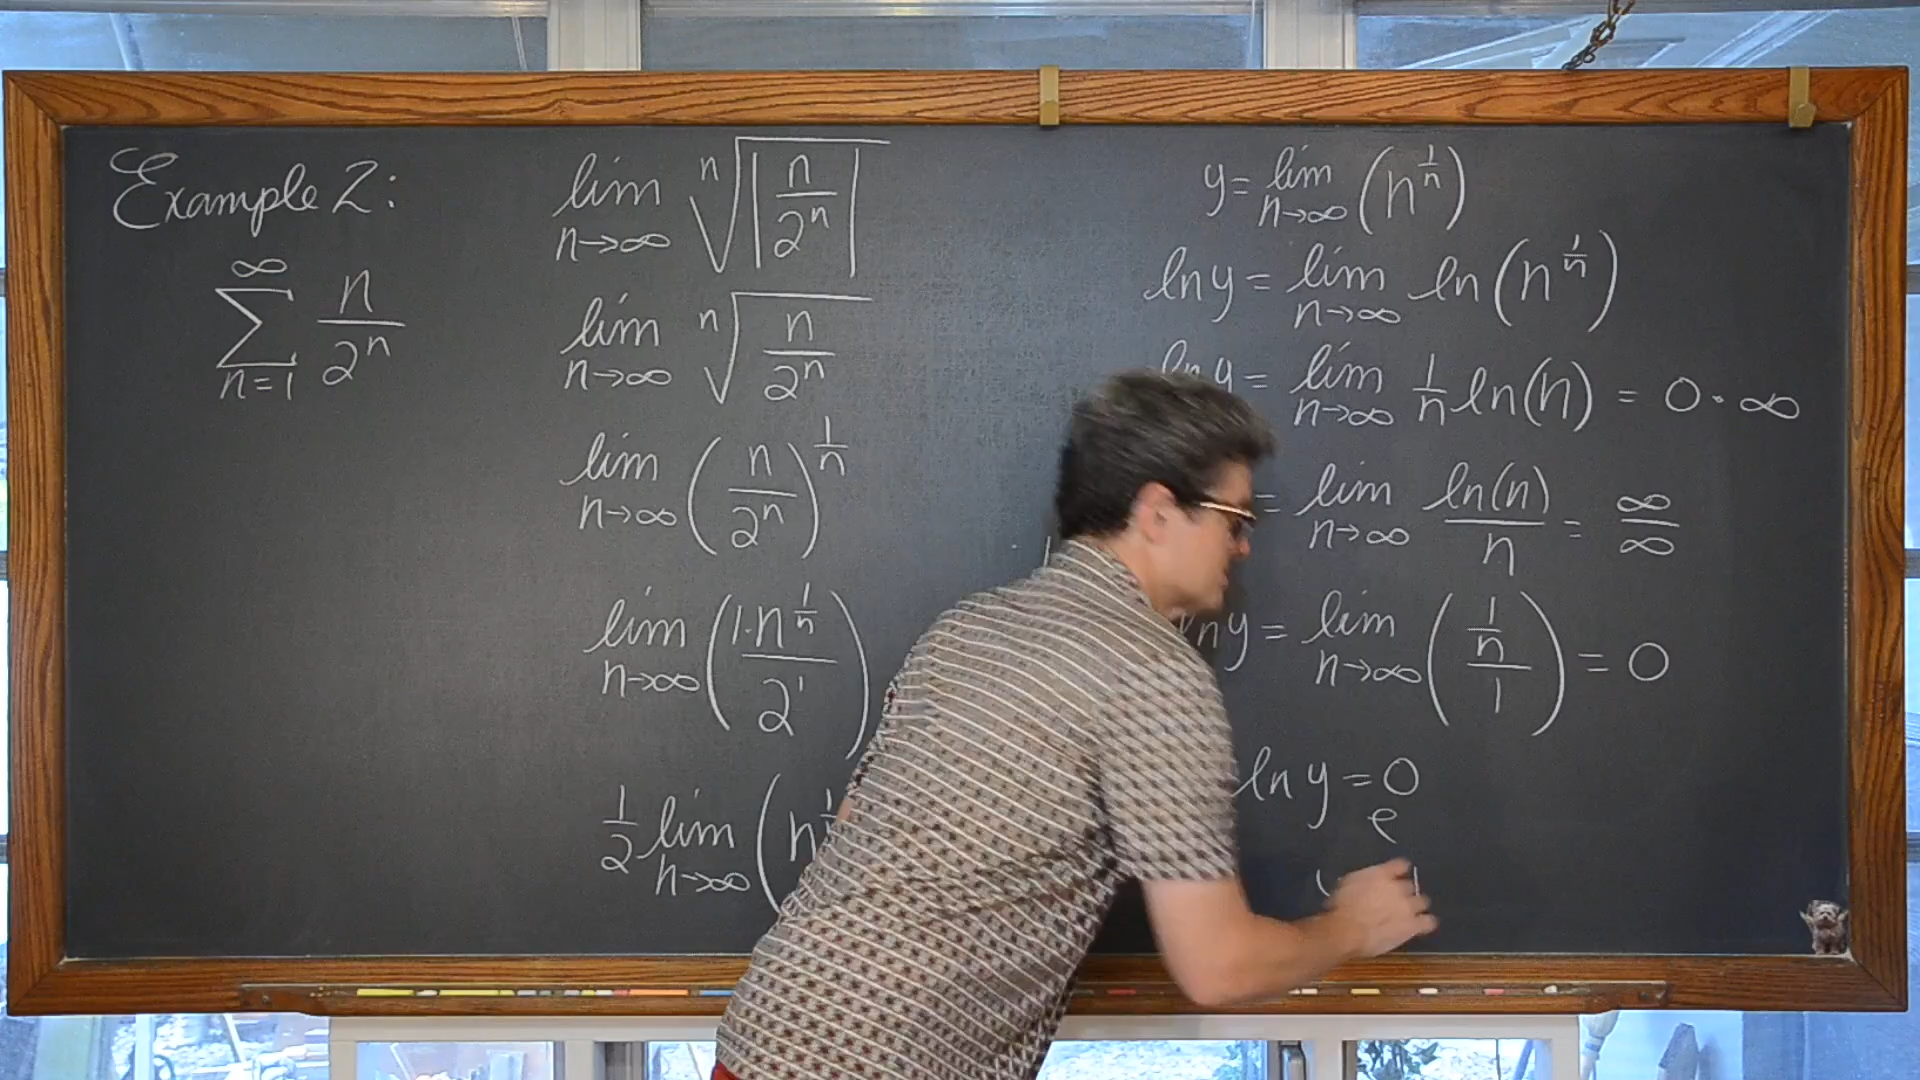 Example 2:
∞
∑ n/2ⁿ
n=1
lim ⁿ√|n/2ⁿ|
n→∞
lim ⁿ√(n/2ⁿ)
n→∞
lim (n/2ⁿ)^(1/n)
n→∞
lim (1·n^(1/n)/2¹)
n→∞
1/2 lim (n
n→∞
y = lim (n^(1/n))
n→∞
ln y = lim ln(n^(1/n))
n→∞
ln y = lim 1/n ln(n) = 0·∞
n→∞
= lim ln(n)/n = ∞/∞
n→∞
ln y = lim ((1/n)/1) = 0
n→∞
ln y = 0
e